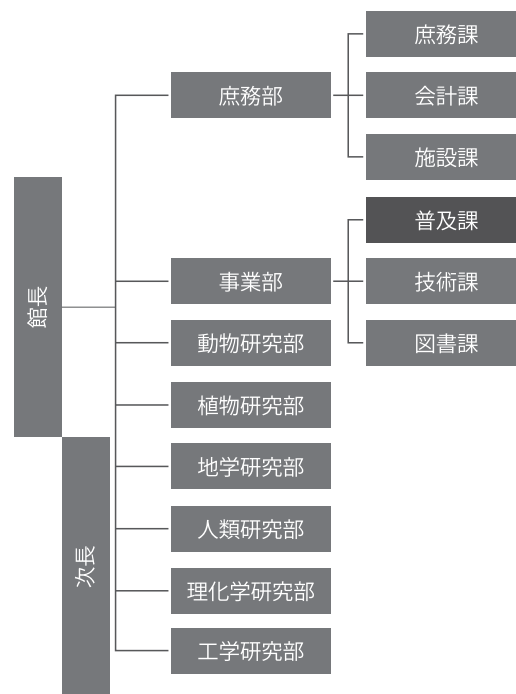 館長
次長
庶務部
庶務課
会計課
施設課
事業部
普及課
技術課
図書課
動物研究部
植物研究部
地学研究部
人類研究部
理化学研究部
工学研究部